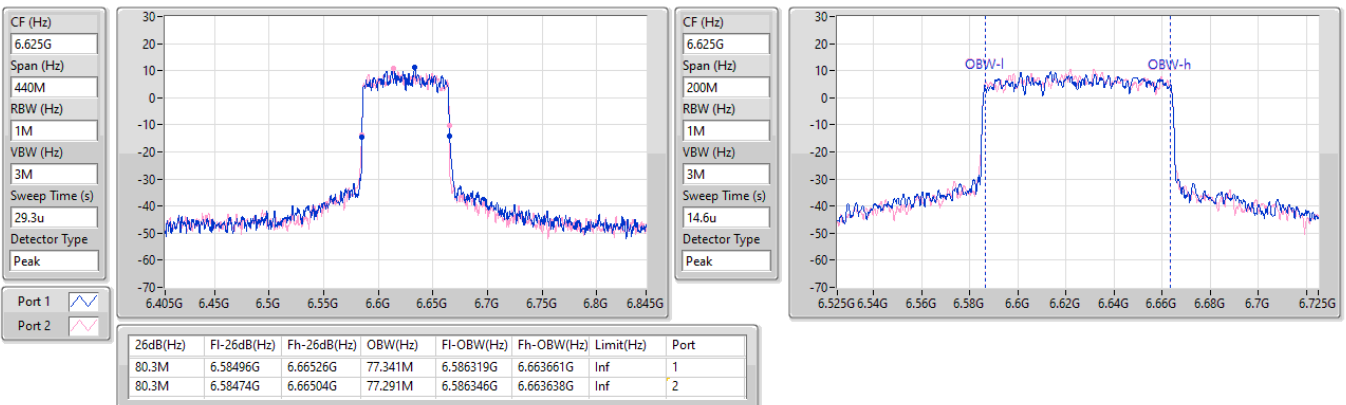 CF (Hz)
6.625G
Span (Hz)
440M
RBW (Hz)
1M
VBW (Hz)
3M
Sweep Time (s)
29.3u
Detector Type
Peak
Port 1
Port 2
30
20
10
0
-10
-20
-30
-40
-50
-60
-70
6.405G 6.45G 6.5G 6.55G 6.6G 6.65G 6.7G 6.75G 6.8G 6.845G
CF (Hz)
6.625G
Span (Hz)
200M
RBW (Hz)
1M
VBW (Hz)
3M
Sweep Time (s)
14.6u
Detector Type
Peak
30
20
10
0
-10
-20
-30
-40
-50
-60
-70
OBW-l OBW-h
6.525G 6.54G 6.56G 6.58G 6.6G 6.62G 6.64G 6.66G 6.68G 6.7G 6.725G
26dB(Hz) Fl-26dB(Hz) Fh-26dB(Hz) OBW(Hz) Fl-OBW(Hz) Fh-OBW(Hz) Limit(Hz) Port
80.3M 6.58496G 6.66526G 77.341M 6.586319G 6.663661G Inf 1
80.3M 6.58474G 6.66504G 77.291M 6.586346G 6.663638G Inf 2